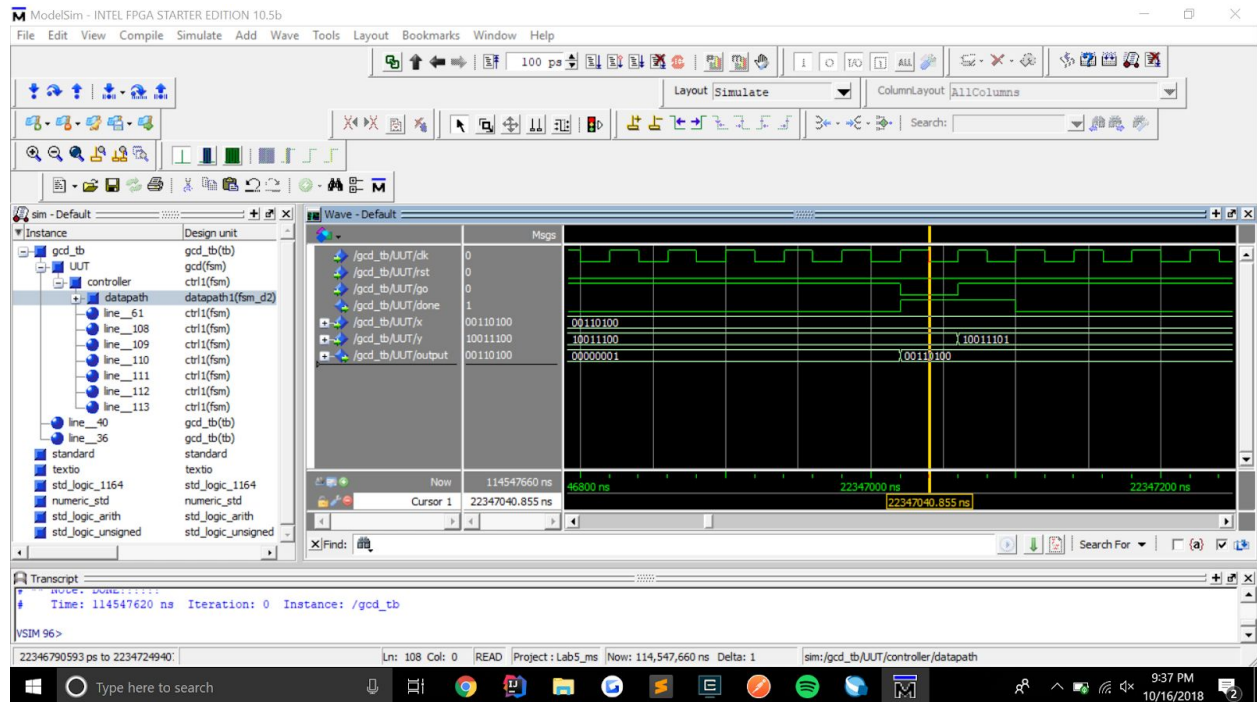 ModelSim - INTEL FPGA STARTER EDITION 10.5b
File Edit View Compile Simulate Add Wave Tools Layout Bookmarks Window Help
100 ps
Layout Simulate
ColumnLayout AllColumns
Search:
sim - Default
Wave - Default
Instance Design unit
Msgs
gcd_tb gcd_tb(tb)
UUT gcd(fsm)
controller ctrl1(fsm)
datapath datapath1(fsm_d2)
line__61 ctrl1(fsm)
line__108 ctrl1(fsm)
line__109 ctrl1(fsm)
line__110 ctrl1(fsm)
line__111 ctrl1(fsm)
line__112 ctrl1(fsm)
line__113 ctrl1(fsm)
line__40 gcd_tb(tb)
line__36 gcd_tb(tb)
standard standard
textio textio
std_logic_1164 std_logic_1164
numeric_std numeric_std
std_logic_arith std_logic_arith
std_logic_unsigned std_logic_unsigned
/gcd_tb/UUT/clk 0
/gcd_tb/UUT/rst 0
/gcd_tb/UUT/go 0
/gcd_tb/UUT/done 1
/gcd_tb/UUT/x 00110100 00110100
/gcd_tb/UUT/y 10011100 10011100 10011101
/gcd_tb/UUT/output 00110100 00000001 00110100
Now 114547660 ns 46800 ns 22347000 ns 22347200 ns
Cursor 1 22347040.855 ns 22347040.855 ns
Find: Search For {a}
Transcript
# ** Note: DONE!!!!!!
# Time: 114547620 ns Iteration: 0 Instance: /gcd_tb
VSIM 96>
22346790593 ps to 2234724940 Ln: 108 Col: 0 READ Project : Lab5_ms Now: 114,547,660 ns Delta: 1 sim:/gcd_tb/UUT/controller/datapath
Type here to search
9:37 PM
10/16/2018
2